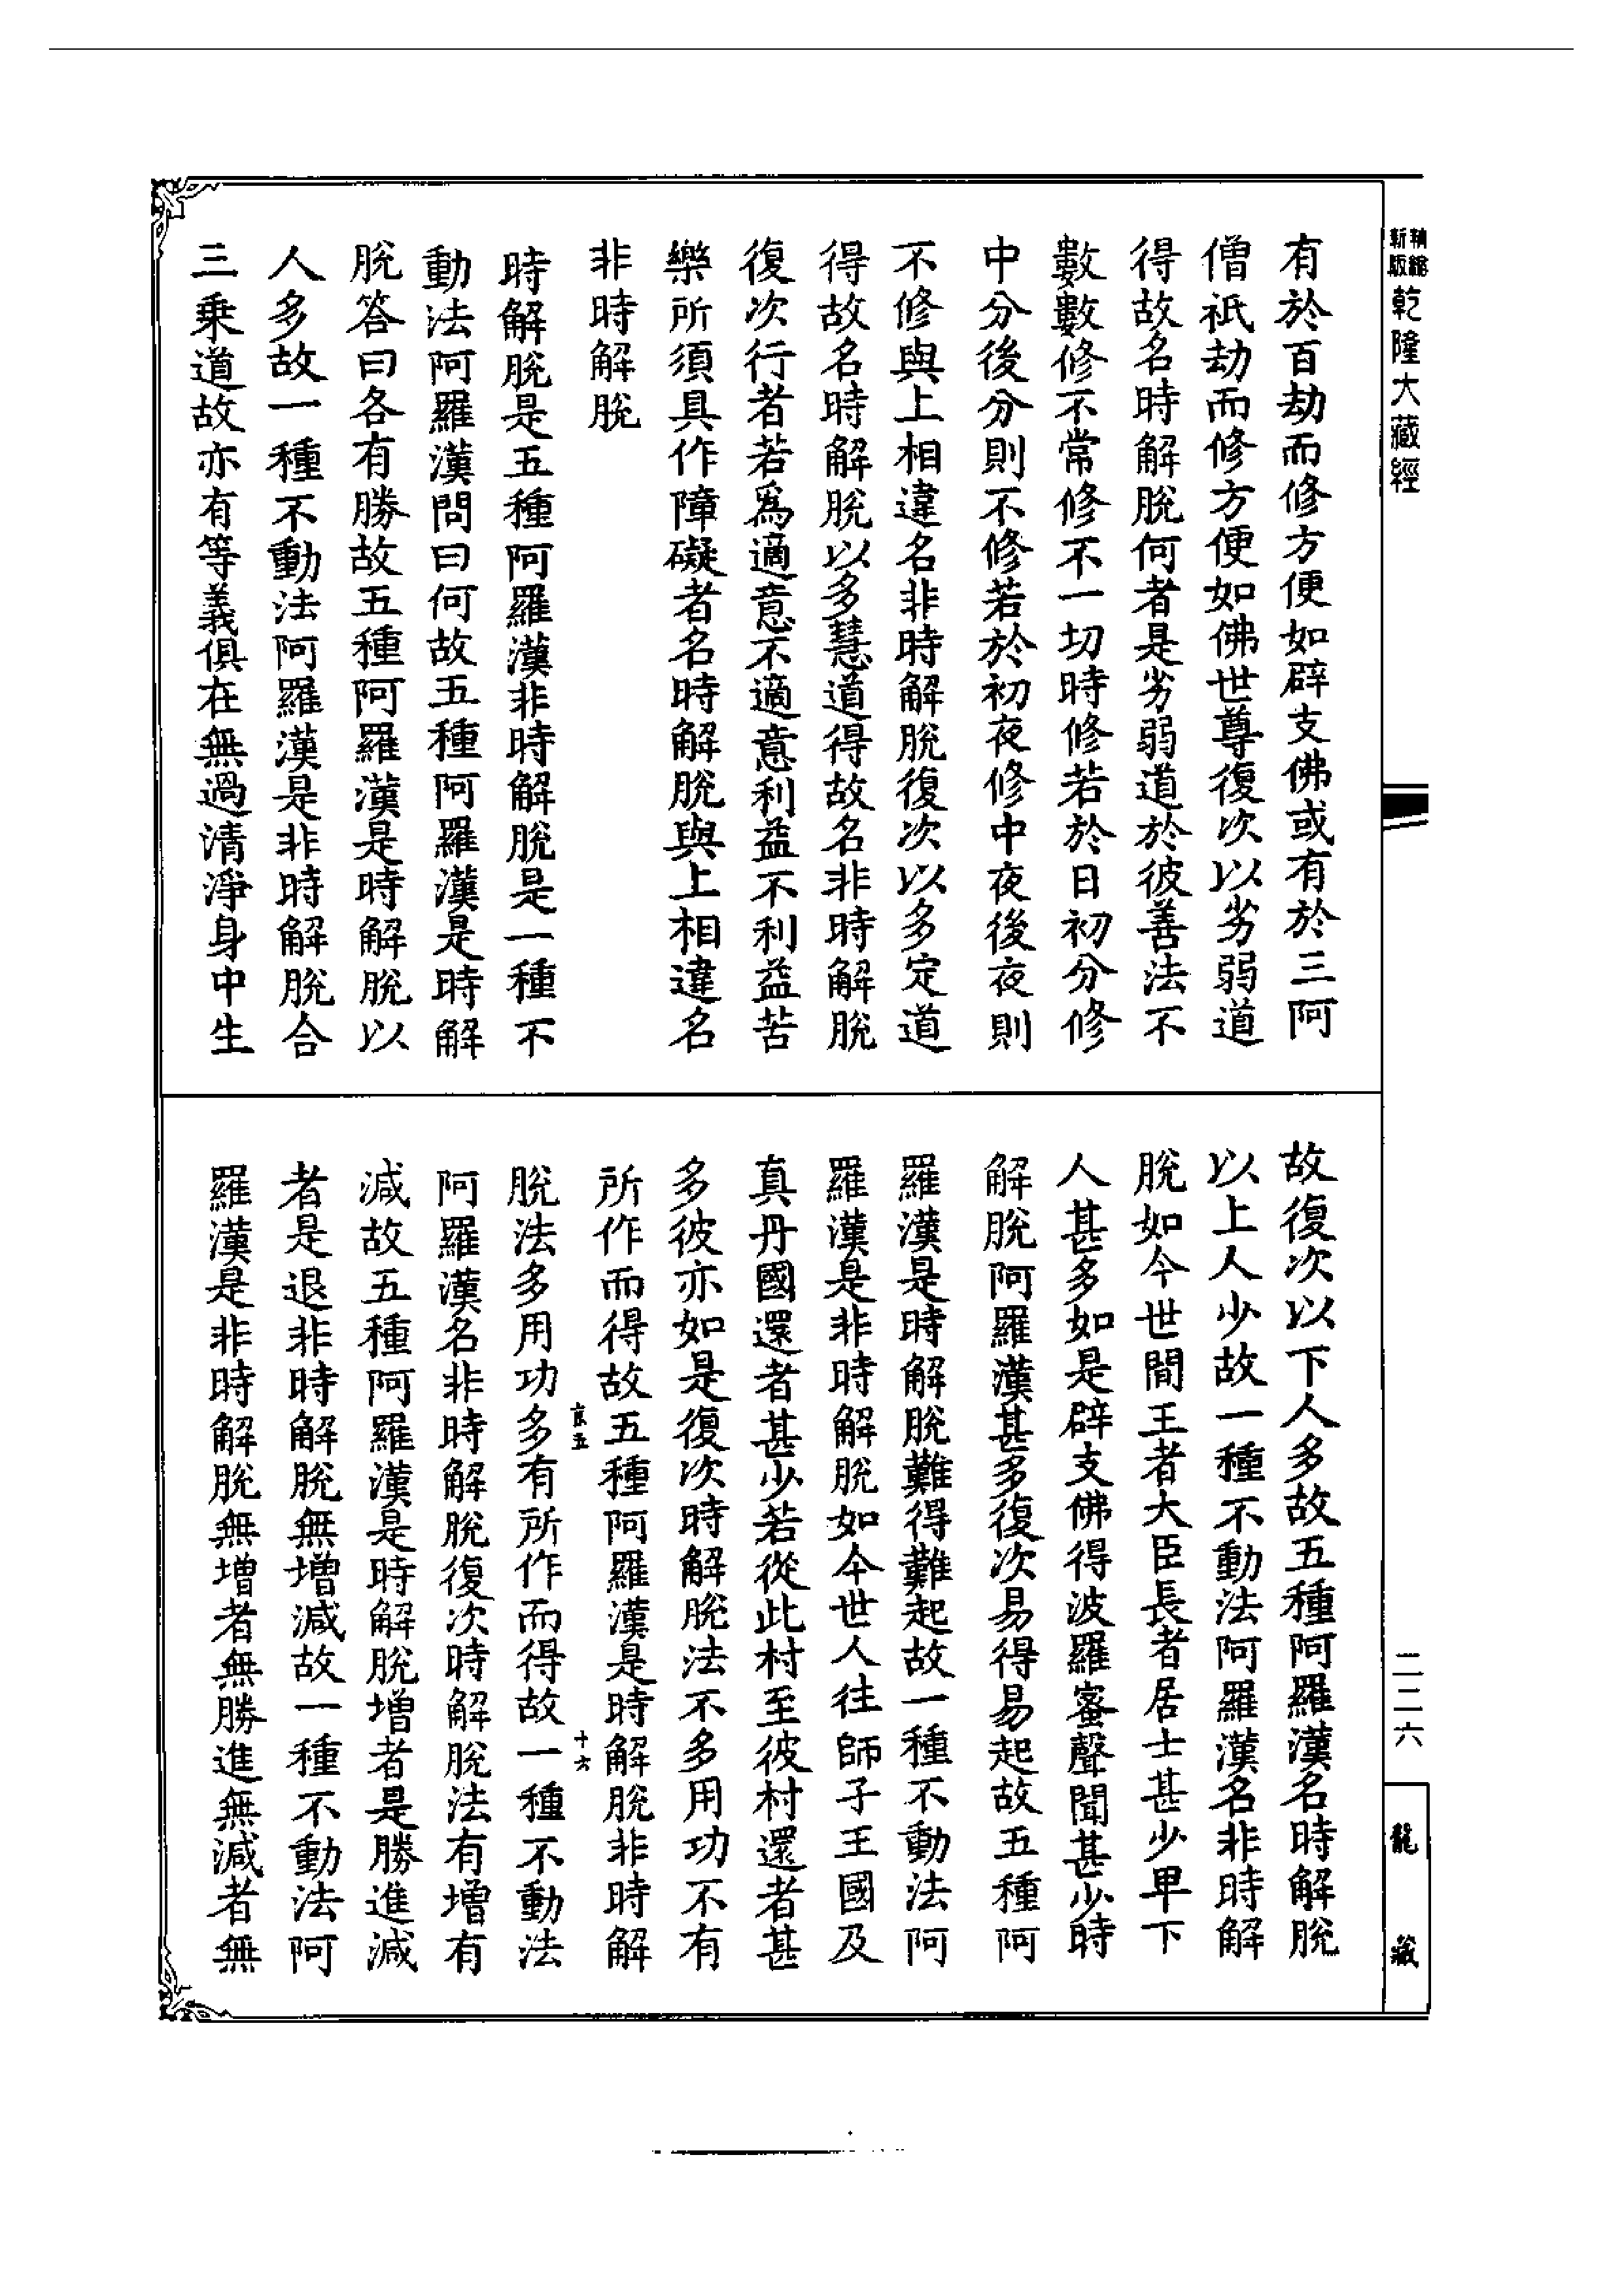 新版精縮乾隆大藏經
有於百劫而修方便如辟支佛或有於三阿
僧祇劫而修方便如佛世尊復次以劣弱道
得故名時解脫何者是劣弱道於彼善法不
數數修不常修不一切時修若於日初分修
中分後分則不修若於初夜修中夜後夜則
不修與上相違名非時解脫復次以多定道
得故名時解脫以多慧道得故名非時解脫
復次行者若爲適意不適意利益不利益苦
樂所須具作障礙者名時解脫與上相違名
非時解脫
時解脫是五種阿羅漢非時解脫是一種不
動法阿羅漢問曰何故五種阿羅漢是時解
脫答曰各有勝故五種阿羅漢是時解脫以
人多故一種不動法阿羅漢是非時解脫合
三乘道故亦有等義俱在無過清淨身中生
故復次以下人多故五種阿羅漢名時解脫
以上人少故一種不動法阿羅漢名非時解
脫如今世間王者大臣長者居士甚少早下
人甚多如是辟支佛得波羅蜜聲聞甚少時
解脫阿羅漢甚多復次易得易起故五種阿
羅漢是時解脫難得難起故一種不動法阿
羅漢是非時解脫如今世人往師子王國及
真丹國還者甚少若從此村至彼村還者甚
多彼亦如是復次時解脫法不多用功不有
所作而得故五種阿羅漢是時解脫非時解
京五
十六
脫法多用功多有所作而得故一種不動法
阿羅漢名非時解脫復次時解脫法有增有
減故五種阿羅漢是時解脫增者是勝進減
者是退非時解脫無增減故一種不動法阿
羅漢是非時解脫無增者無勝進無減者無
二二六
龍藏